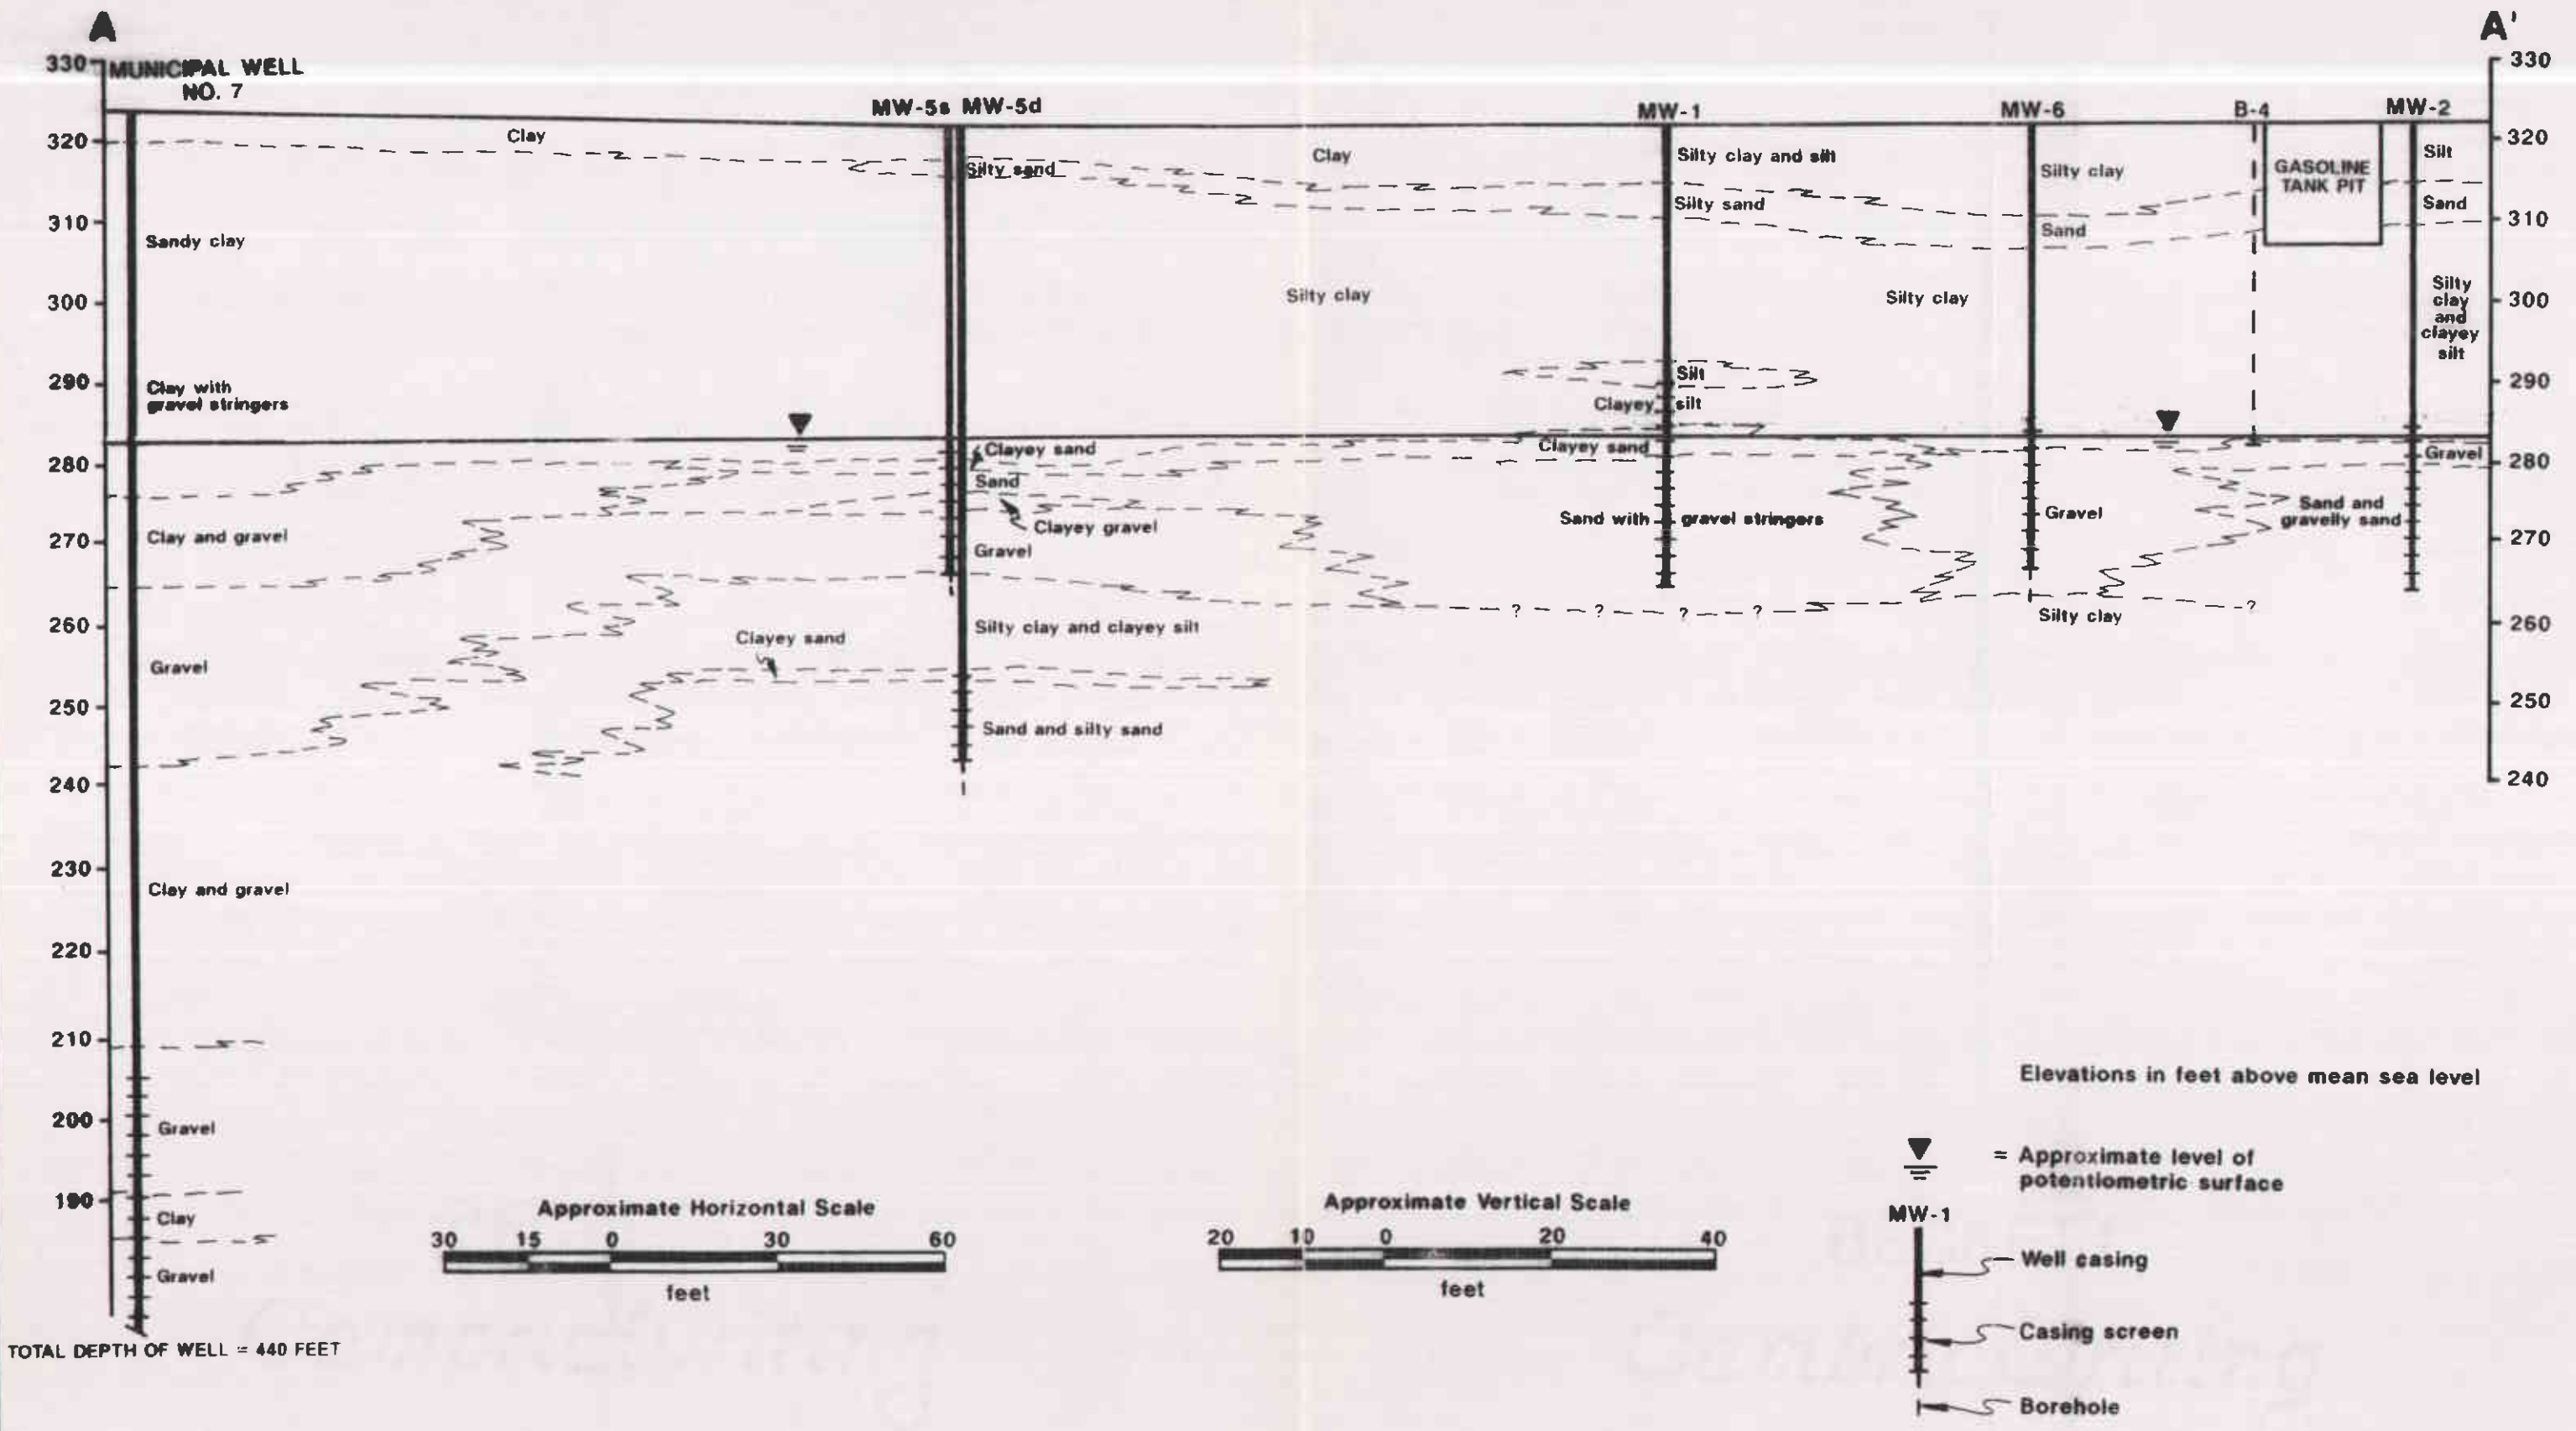 A
A'
330
MUNICIPAL WELL
NO. 7
MW-5s MW-5d
MW-1
MW-6
B-4
MW-2
330
320
Clay
Silty sand
Clay
Silty clay and silt
Silty clay
GASOLINE
TANK PIT
Silt
320
310
Sandy clay
Silty sand
Sand
Sand
310
300
Silty clay
Silty clay
Silty
clay
and
clayey
silt
300
290
Clay with
gravel stringers
Silt
Clayey silt
290
280
Clayey sand
Sand
Clayey gravel
Clayey sand
Gravel
280
270
Clay and gravel
Gravel
Sand with gravel stringers
Gravel
Sand and
gravelly sand
270
260
Clayey sand
Silty clay and clayey silt
? ? ? ? ?
Silty clay
260
250
Gravel
Sand and silty sand
250
240
240
230
Clay and gravel
220
210
200
Gravel
190
Clay
Gravel
TOTAL DEPTH OF WELL = 440 FEET
Approximate Horizontal Scale
30 15 0 30 60
feet
Approximate Vertical Scale
20 10 0 20 40
feet
Elevations in feet above mean sea level
= Approximate level of
potentiometric surface
MW-1
Well casing
Casing screen
Borehole